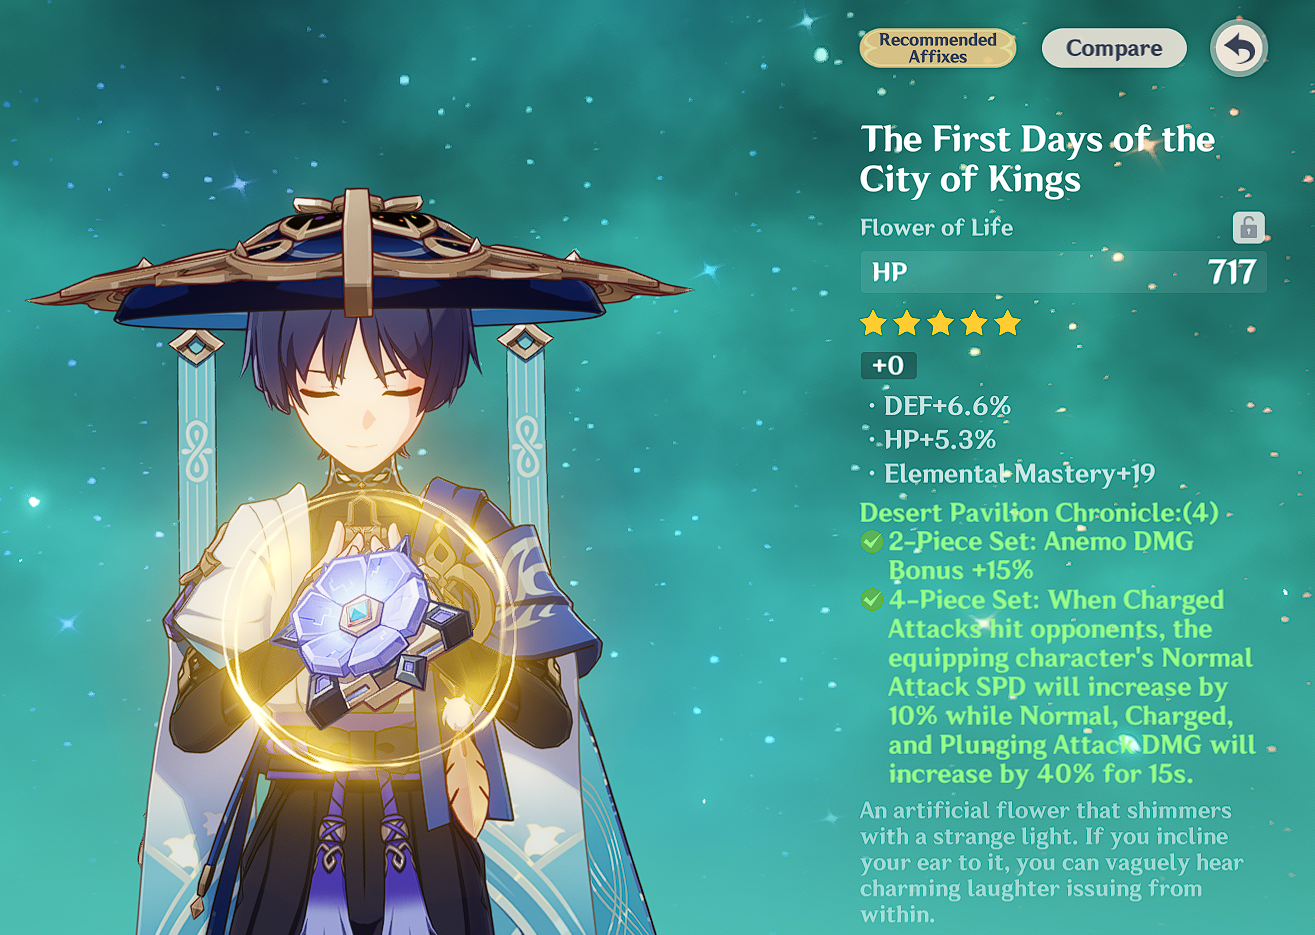 Recommended
Affixes
Compare
The First Days of the
City of Kings
Flower of Life
HP 717
+0
· DEF+6.6%
· HP+5.3%
· Elemental Mastery+19
Desert Pavilion Chronicle:(4)
2-Piece Set: Anemo DMG
Bonus +15%
4-Piece Set: When Charged
Attacks hit opponents, the
equipping character's Normal
Attack SPD will increase by
10% while Normal, Charged,
and Plunging Attack DMG will
increase by 40% for 15s.
An artificial flower that shimmers
with a strange light. If you incline
your ear to it, you can vaguely hear
charming laughter issuing from
within.